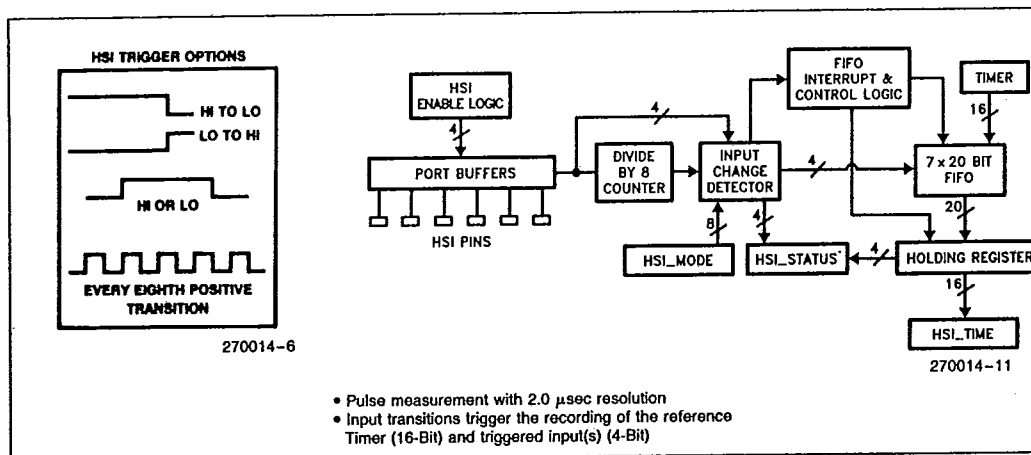 HSI TRIGGER OPTIONS
HI TO LO
LO TO HI
HI OR LO
EVERY EIGHTH POSITIVE
TRANSITION
270014-6
HSI
ENABLE LOGIC
4
PORT BUFFERS
HSI PINS
4
DIVIDE
BY 8
COUNTER
INPUT
CHANGE
DETECTOR
FIFO
INTERRUPT &
CONTROL LOGIC
TIMER
16
4
7 x 20 BIT
FIFO
8
4
20
HSI_MODE
HSI_STATUS
4
HOLDING REGISTER
16
HSI_TIME
270014-11
• Pulse measurement with 2.0 µsec resolution
• Input transitions trigger the recording of the reference
Timer (16-Bit) and triggered input(s) (4-Bit)